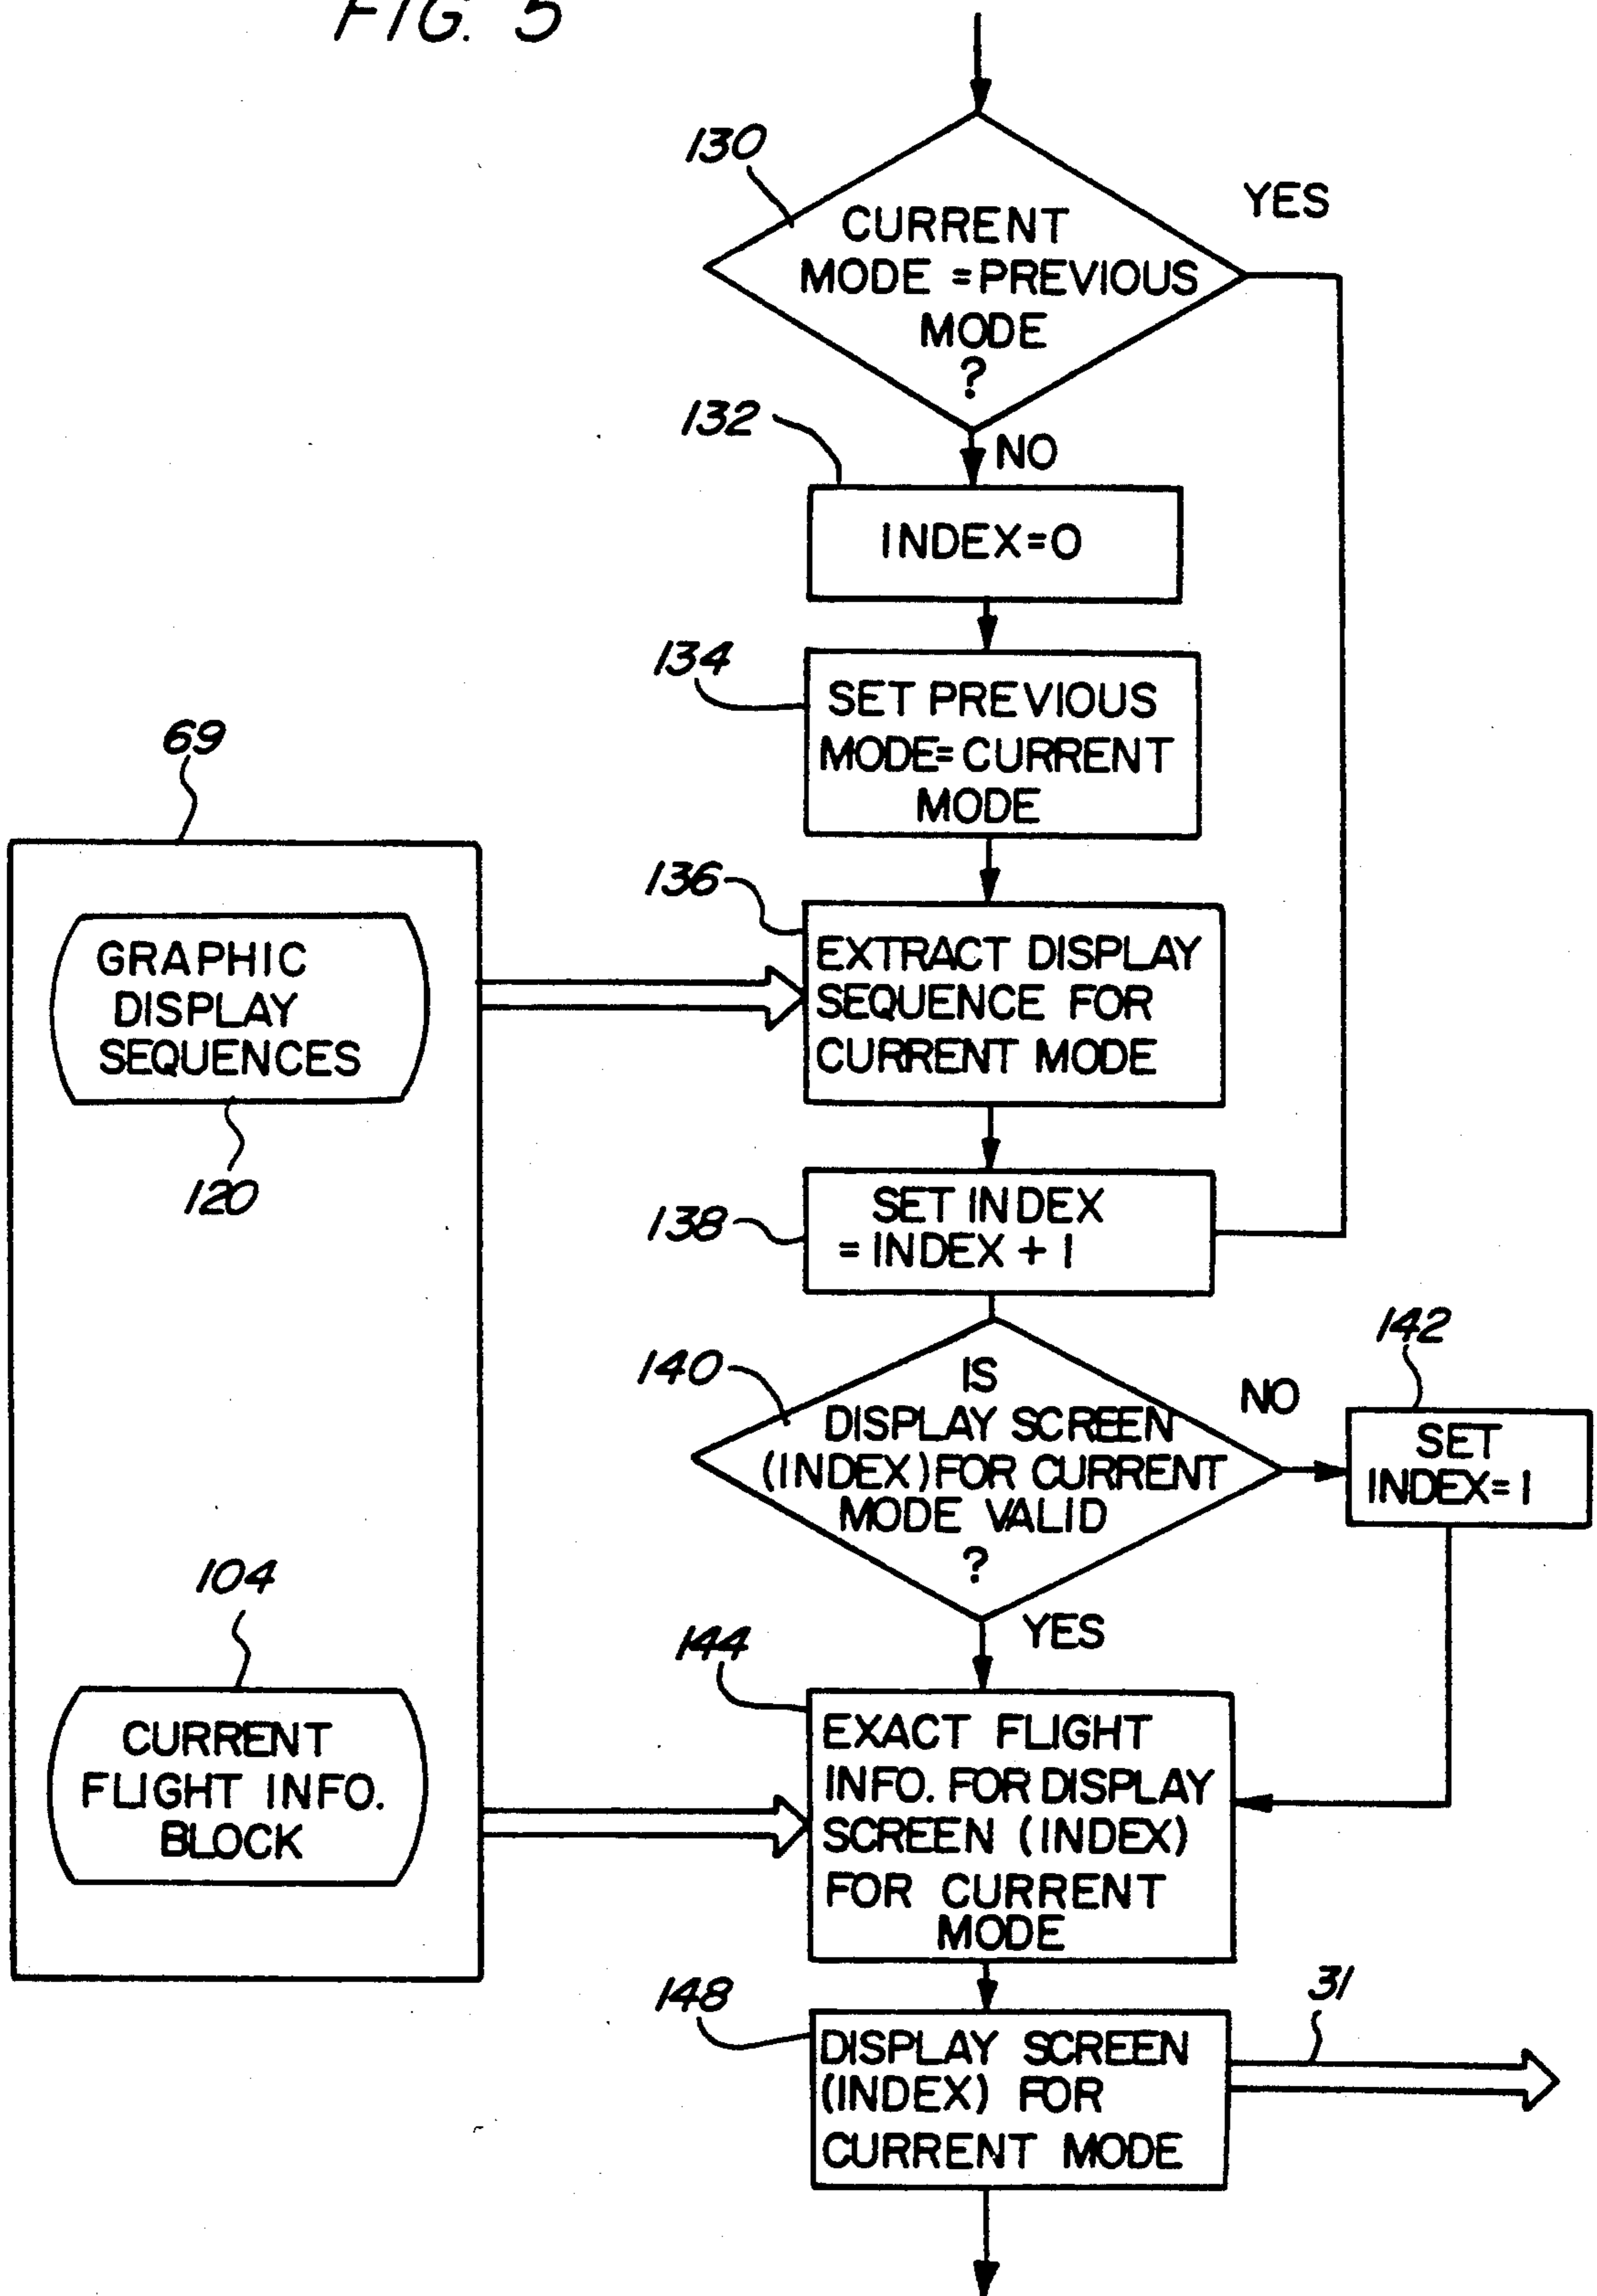 FIG. 5
130
YES
CURRENT
MODE = PREVIOUS
MODE
?
132
NO
INDEX=0
134
SET PREVIOUS
MODE= CURRENT
MODE
69
136
GRAPHIC
DISPLAY
SEQUENCES
EXTRACT DISPLAY
SEQUENCE FOR
CURRENT MODE
120
138
SET INDEX
= INDEX + 1
140
IS
DISPLAY SCREEN
(INDEX) FOR CURRENT
MODE VALID
?
NO
142
SET
INDEX=1
104
YES
144
CURRENT
FLIGHT INFO.
BLOCK
EXACT FLIGHT
INFO. FOR DISPLAY
SCREEN (INDEX)
FOR CURRENT
MODE
148
31
DISPLAY SCREEN
(INDEX) FOR
CURRENT MODE